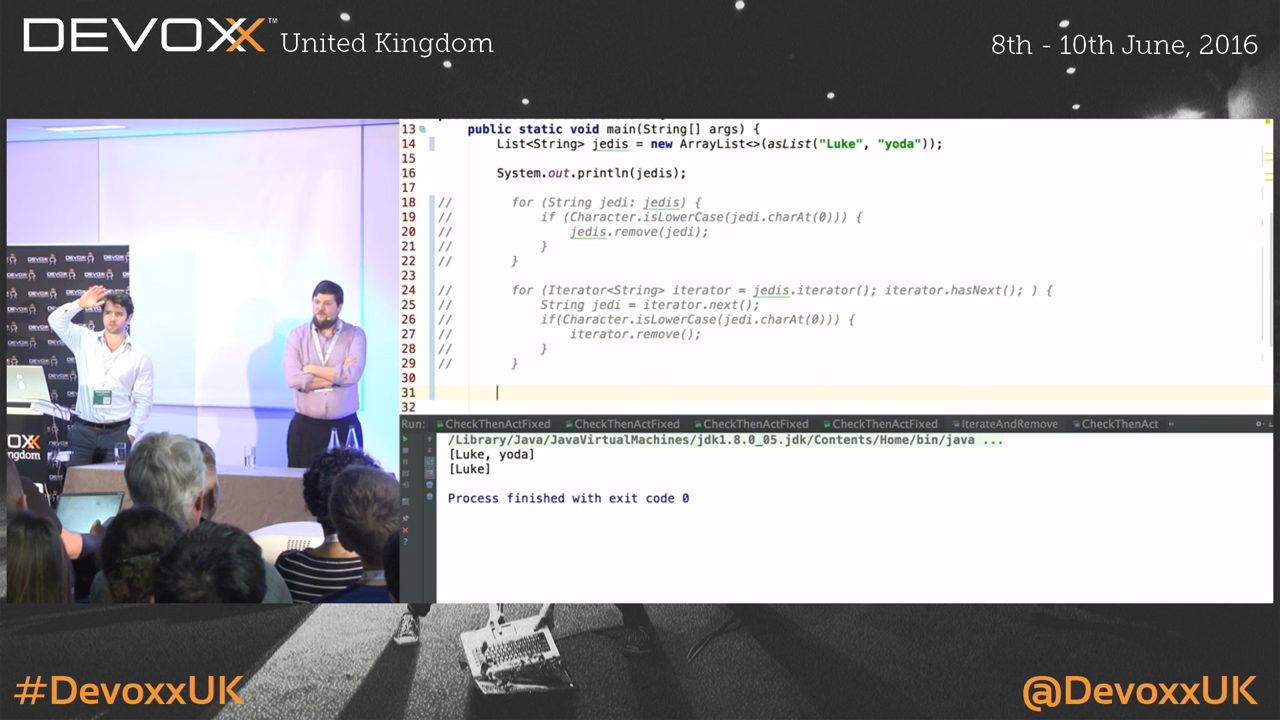 DEVOXX™ United Kingdom
8th - 10th June, 2016
13 public static void main(String[] args) {
14 List<String> jedis = new ArrayList<>(asList("Luke", "yoda"));
15
16 System.out.println(jedis);
17
18 // for (String jedi: jedis) {
19 // if (Character.isLowerCase(jedi.charAt(0))) {
20 // jedis.remove(jedi);
21 // }
22 // }
23
24 // for (Iterator<String> iterator = jedis.iterator(); iterator.hasNext(); ) {
25 // String jedi = iterator.next();
26 // if(Character.isLowerCase(jedi.charAt(0))) {
27 // iterator.remove();
28 // }
29 // }
30
31
32
Run: CheckThenActFixed CheckThenActFixed CheckThenActFixed CheckThenActFixed IterateAndRemove CheckThenAct
/Library/Java/JavaVirtualMachines/jdk1.8.0_05.jdk/Contents/Home/bin/java ...
[Luke, yoda]
[Luke]
Process finished with exit code 0
DEVOXX
#DevoxxUK
@DevoxxUK